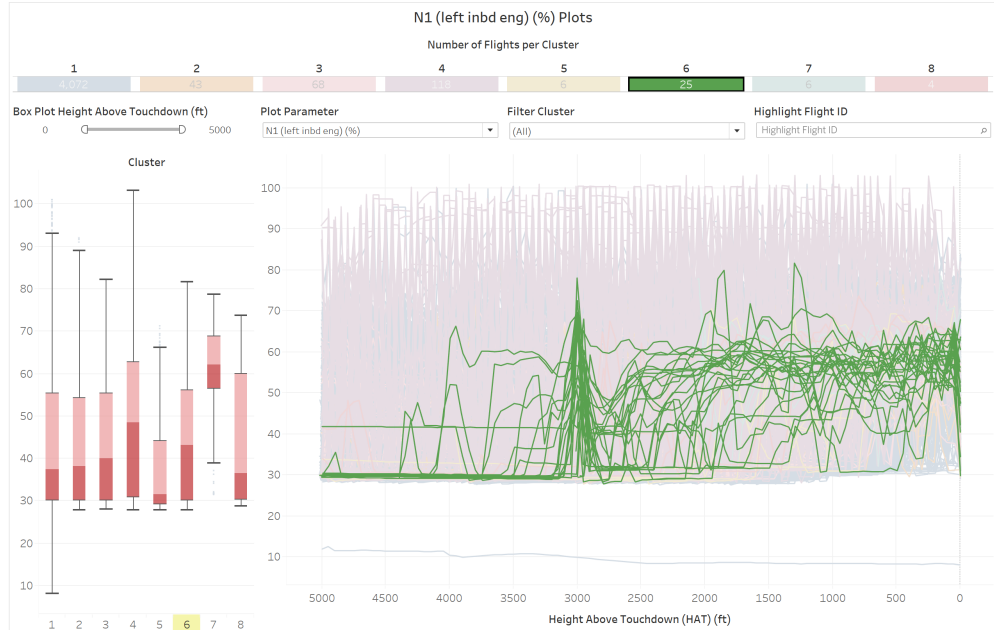 N1 (left inbd eng) (%) Plots
Number of Flights per Cluster
1 2 3 4 5 6 7 8
4,072 43 68 118 6 25 6 4
Box Plot Height Above Touchdown (ft)
0 5000
Plot Parameter
N1 (left inbd eng) (%)
Filter Cluster
(All)
Highlight Flight ID
Highlight Flight ID
Cluster
100
90
80
70
60
50
40
30
20
10
1 2 3 4 5 6 7 8
100
90
80
70
60
50
40
30
20
10
5000 4500 4000 3500 3000 2500 2000 1500 1000 500 0
Height Above Touchdown (HAT) (ft)